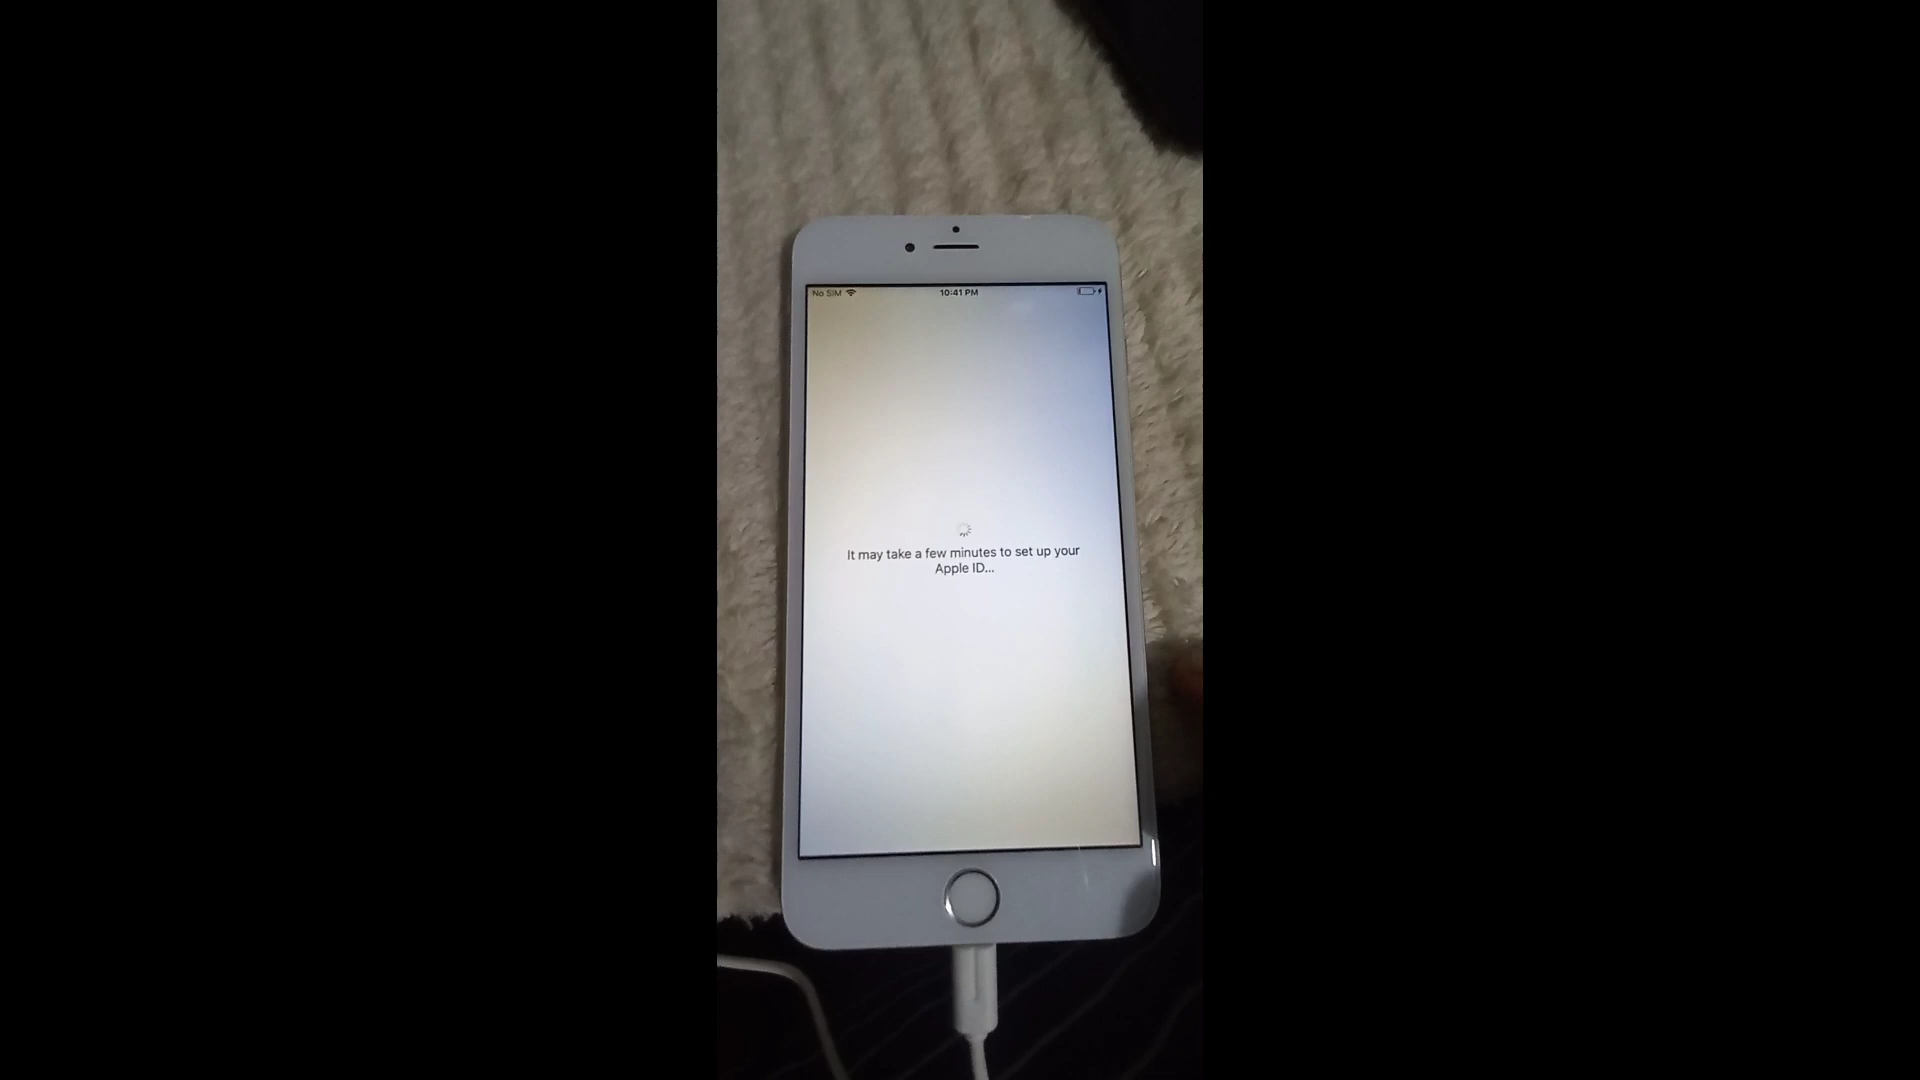 No SIM 10:41 PM
It may take a few minutes to set up your
Apple ID...